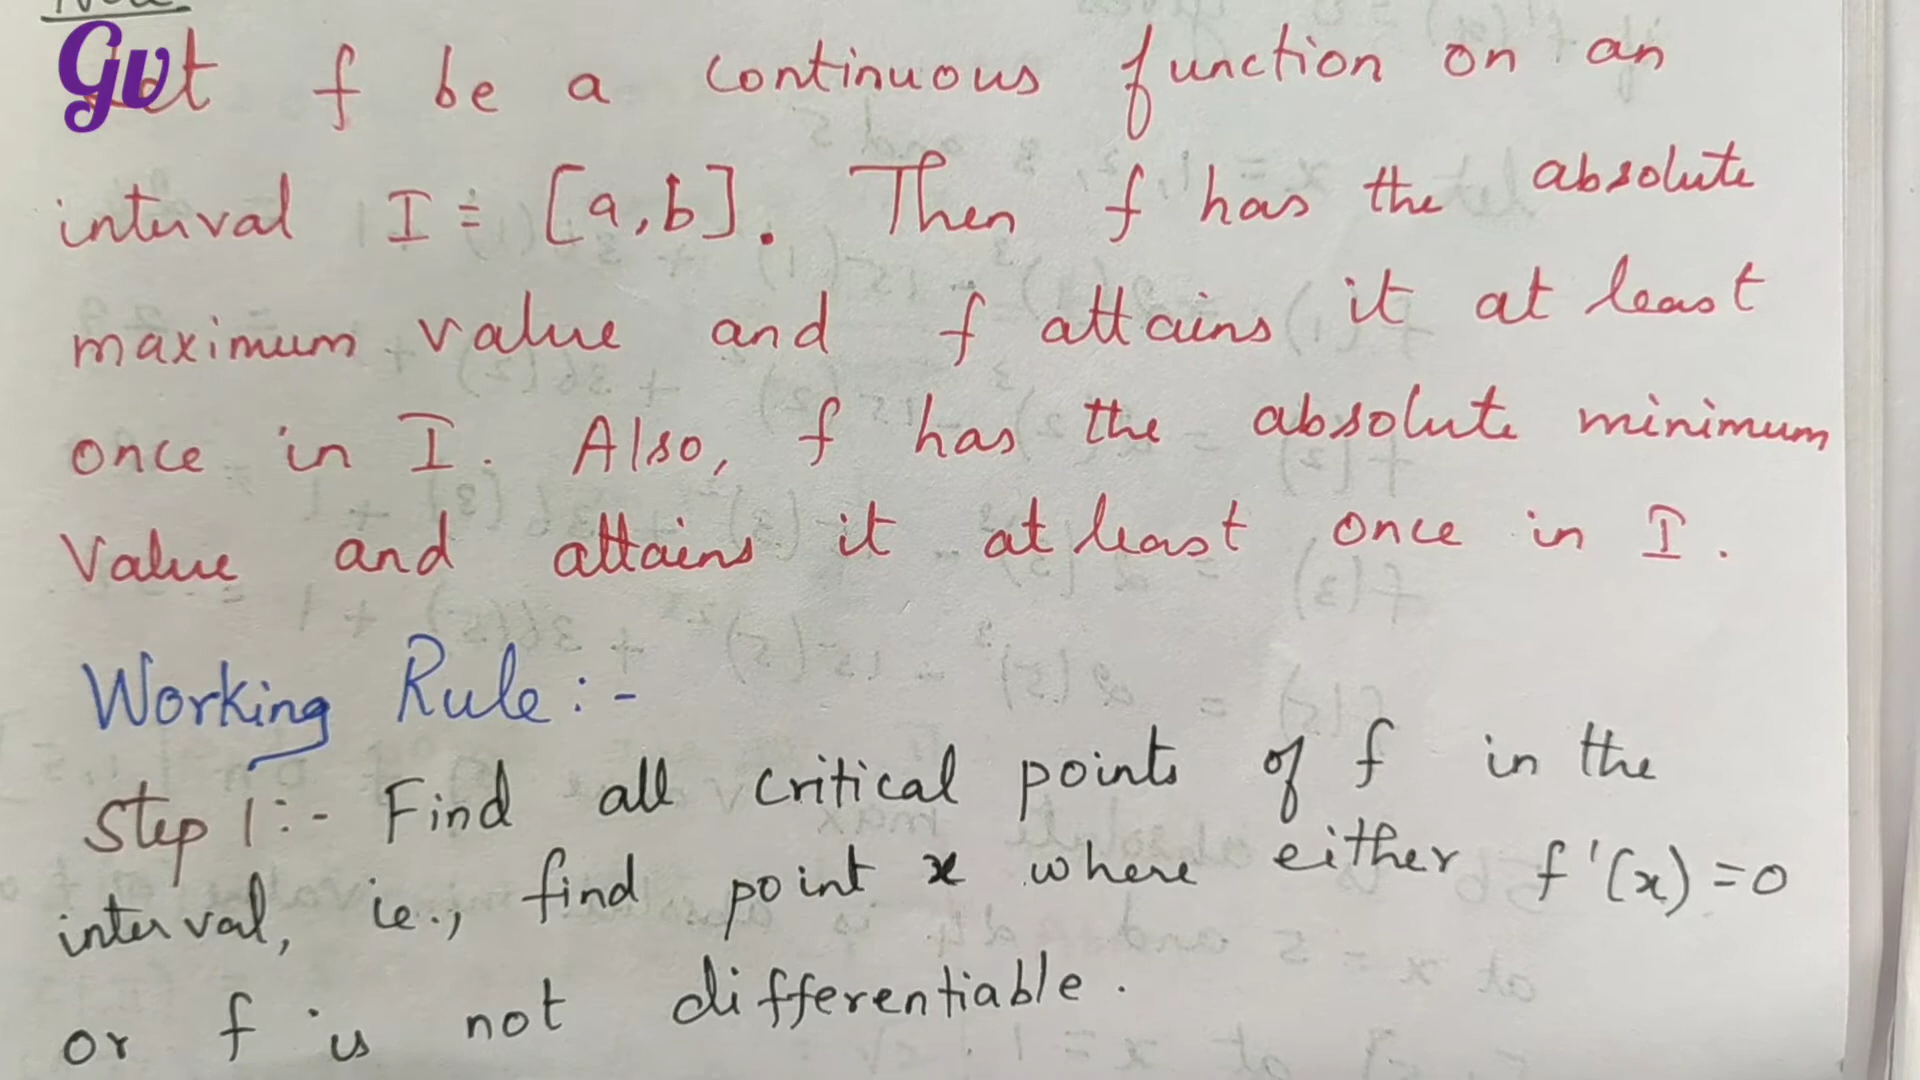 Gv
f be a continuous function on an
interval I = [a,b]. Then f has the absolute
maximum value and f attains it at least
once in I. Also, f has the absolute minimum
Value and attains it at least once in I.
Working Rule:-
Step 1:- Find all critical points of f in the
interval, ie., find point x where either f'(x)=0
or f is not differentiable.